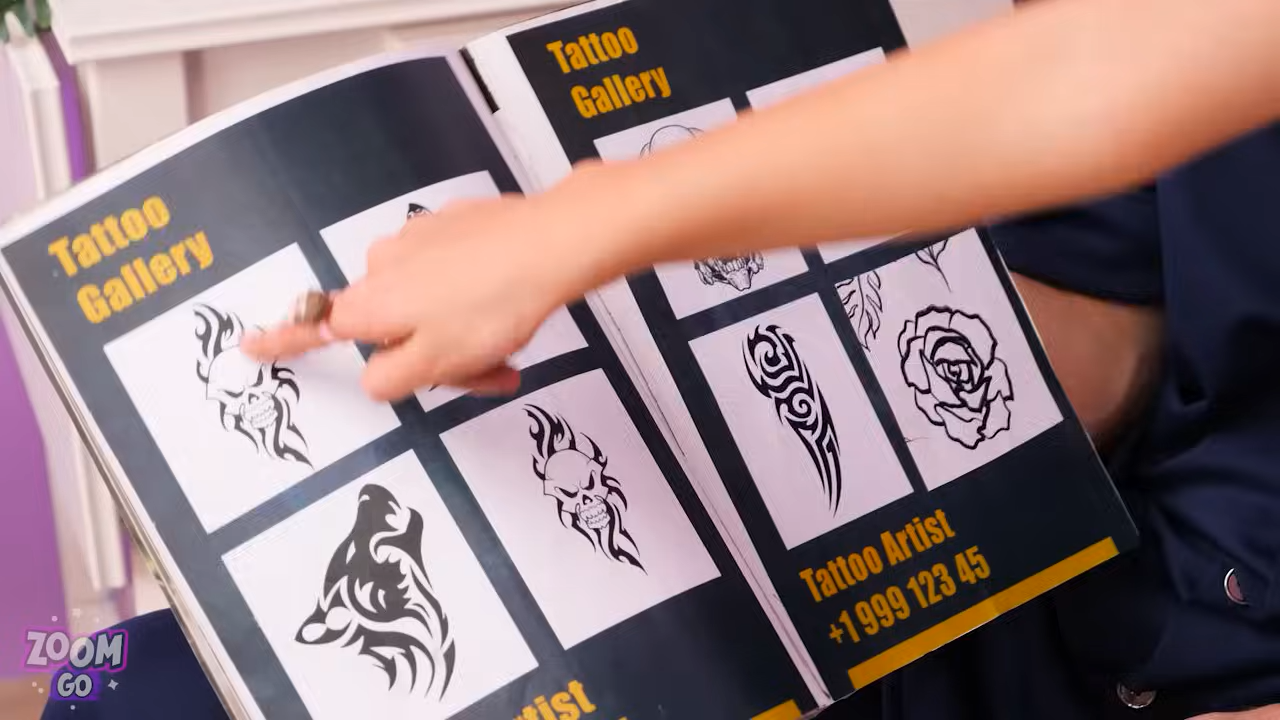 Tattoo
Gallery
Tattoo
Gallery
Tattoo Artist
+1 999 123 45
ZOOM
GO